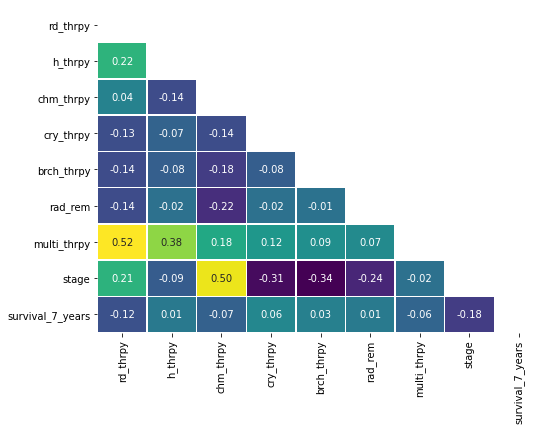 rd_thrpy
h_thrpy 0.22
chm_thrpy 0.04 -0.14
cry_thrpy -0.13 -0.07 -0.14
brch_thrpy -0.14 -0.08 -0.18 -0.08
rad_rem -0.14 -0.02 -0.22 -0.02 -0.01
multi_thrpy 0.52 0.38 0.18 0.12 0.09 0.07
stage 0.21 -0.09 0.50 -0.31 -0.34 -0.24 -0.02
survival_7_years -0.12 0.01 -0.07 0.06 0.03 0.01 -0.06 -0.18
rd_thrpy h_thrpy chm_thrpy cry_thrpy brch_thrpy rad_rem multi_thrpy stage survival_7_years